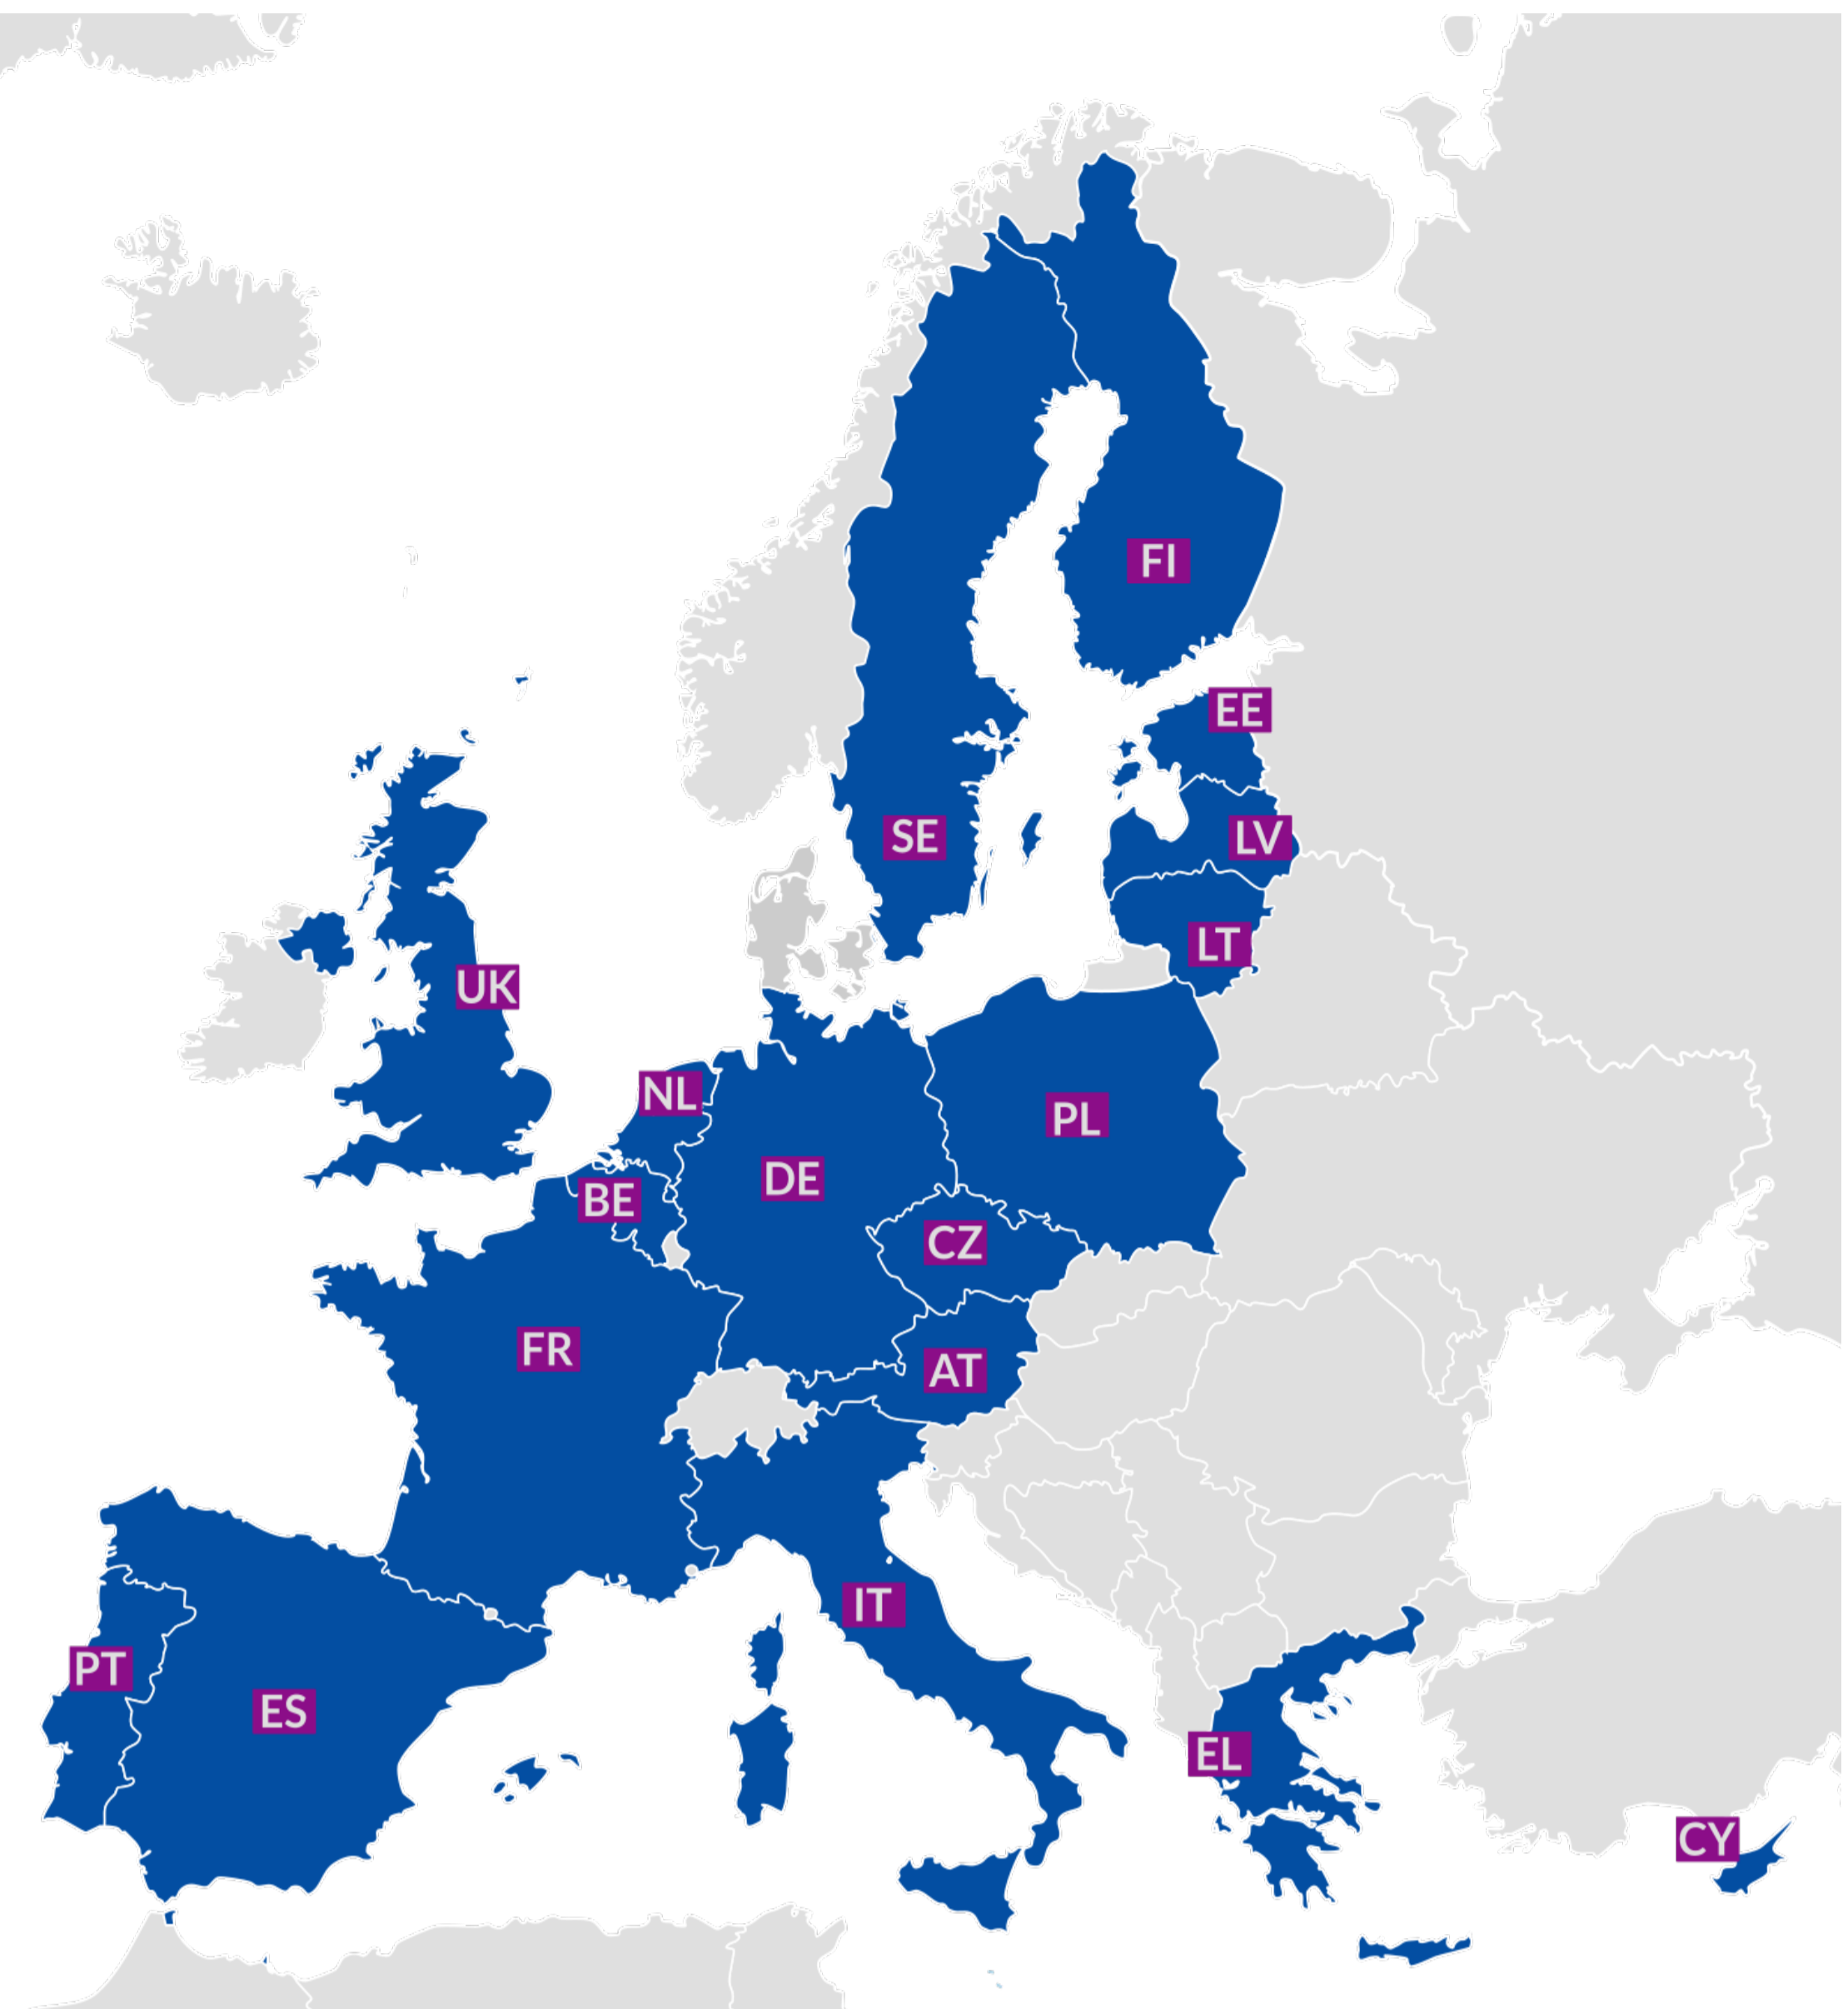 FI
EE
SE
LV
LT
UK
NL
PL
DE
BE
CZ
FR
AT
IT
PT
ES
EL
CY